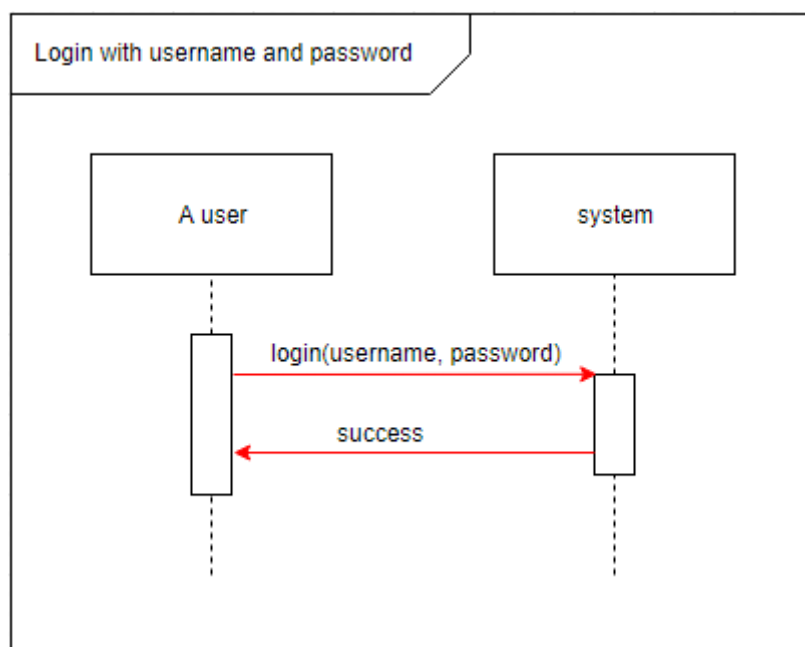 Login with username and password
A user
system
login(username, password)
success